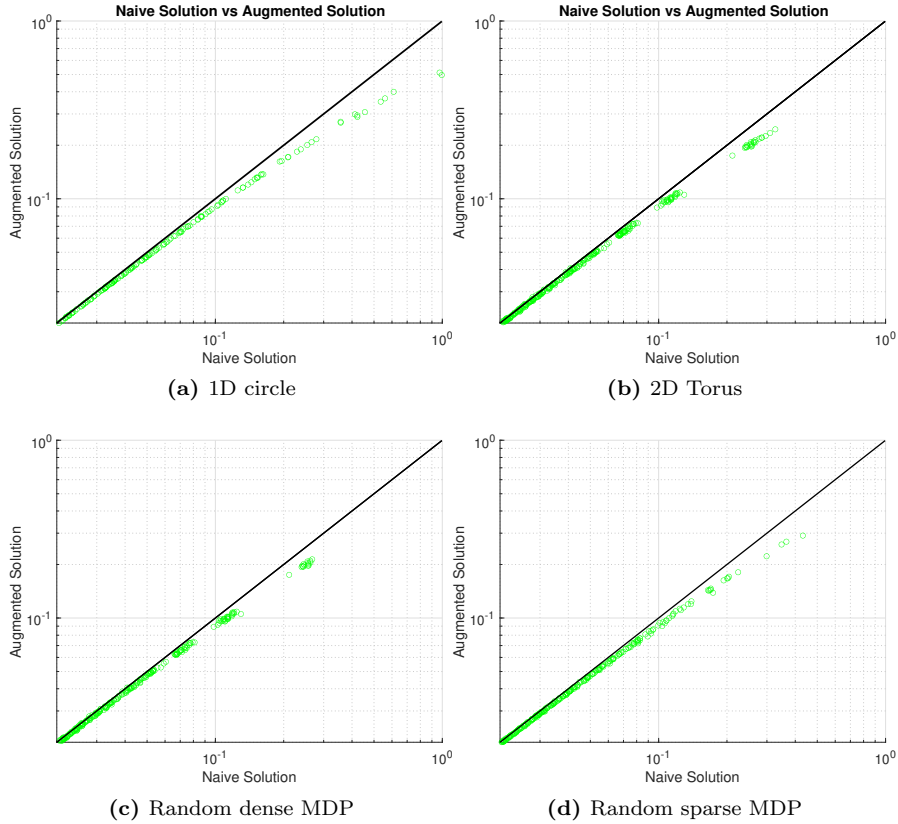 Naive Solution vs Augmented Solution
10^0
10^-1
Augmented Solution
10^-1
10^0
Naive Solution
(a) 1D circle
Naive Solution vs Augmented Solution
10^0
10^-1
Augmented Solution
10^-1
10^0
Naive Solution
(b) 2D Torus
10^0
10^-1
Augmented Solution
10^-1
10^0
Naive Solution
(c) Random dense MDP
10^0
10^-1
Augmented Solution
10^-1
10^0
Naive Solution
(d) Random sparse MDP